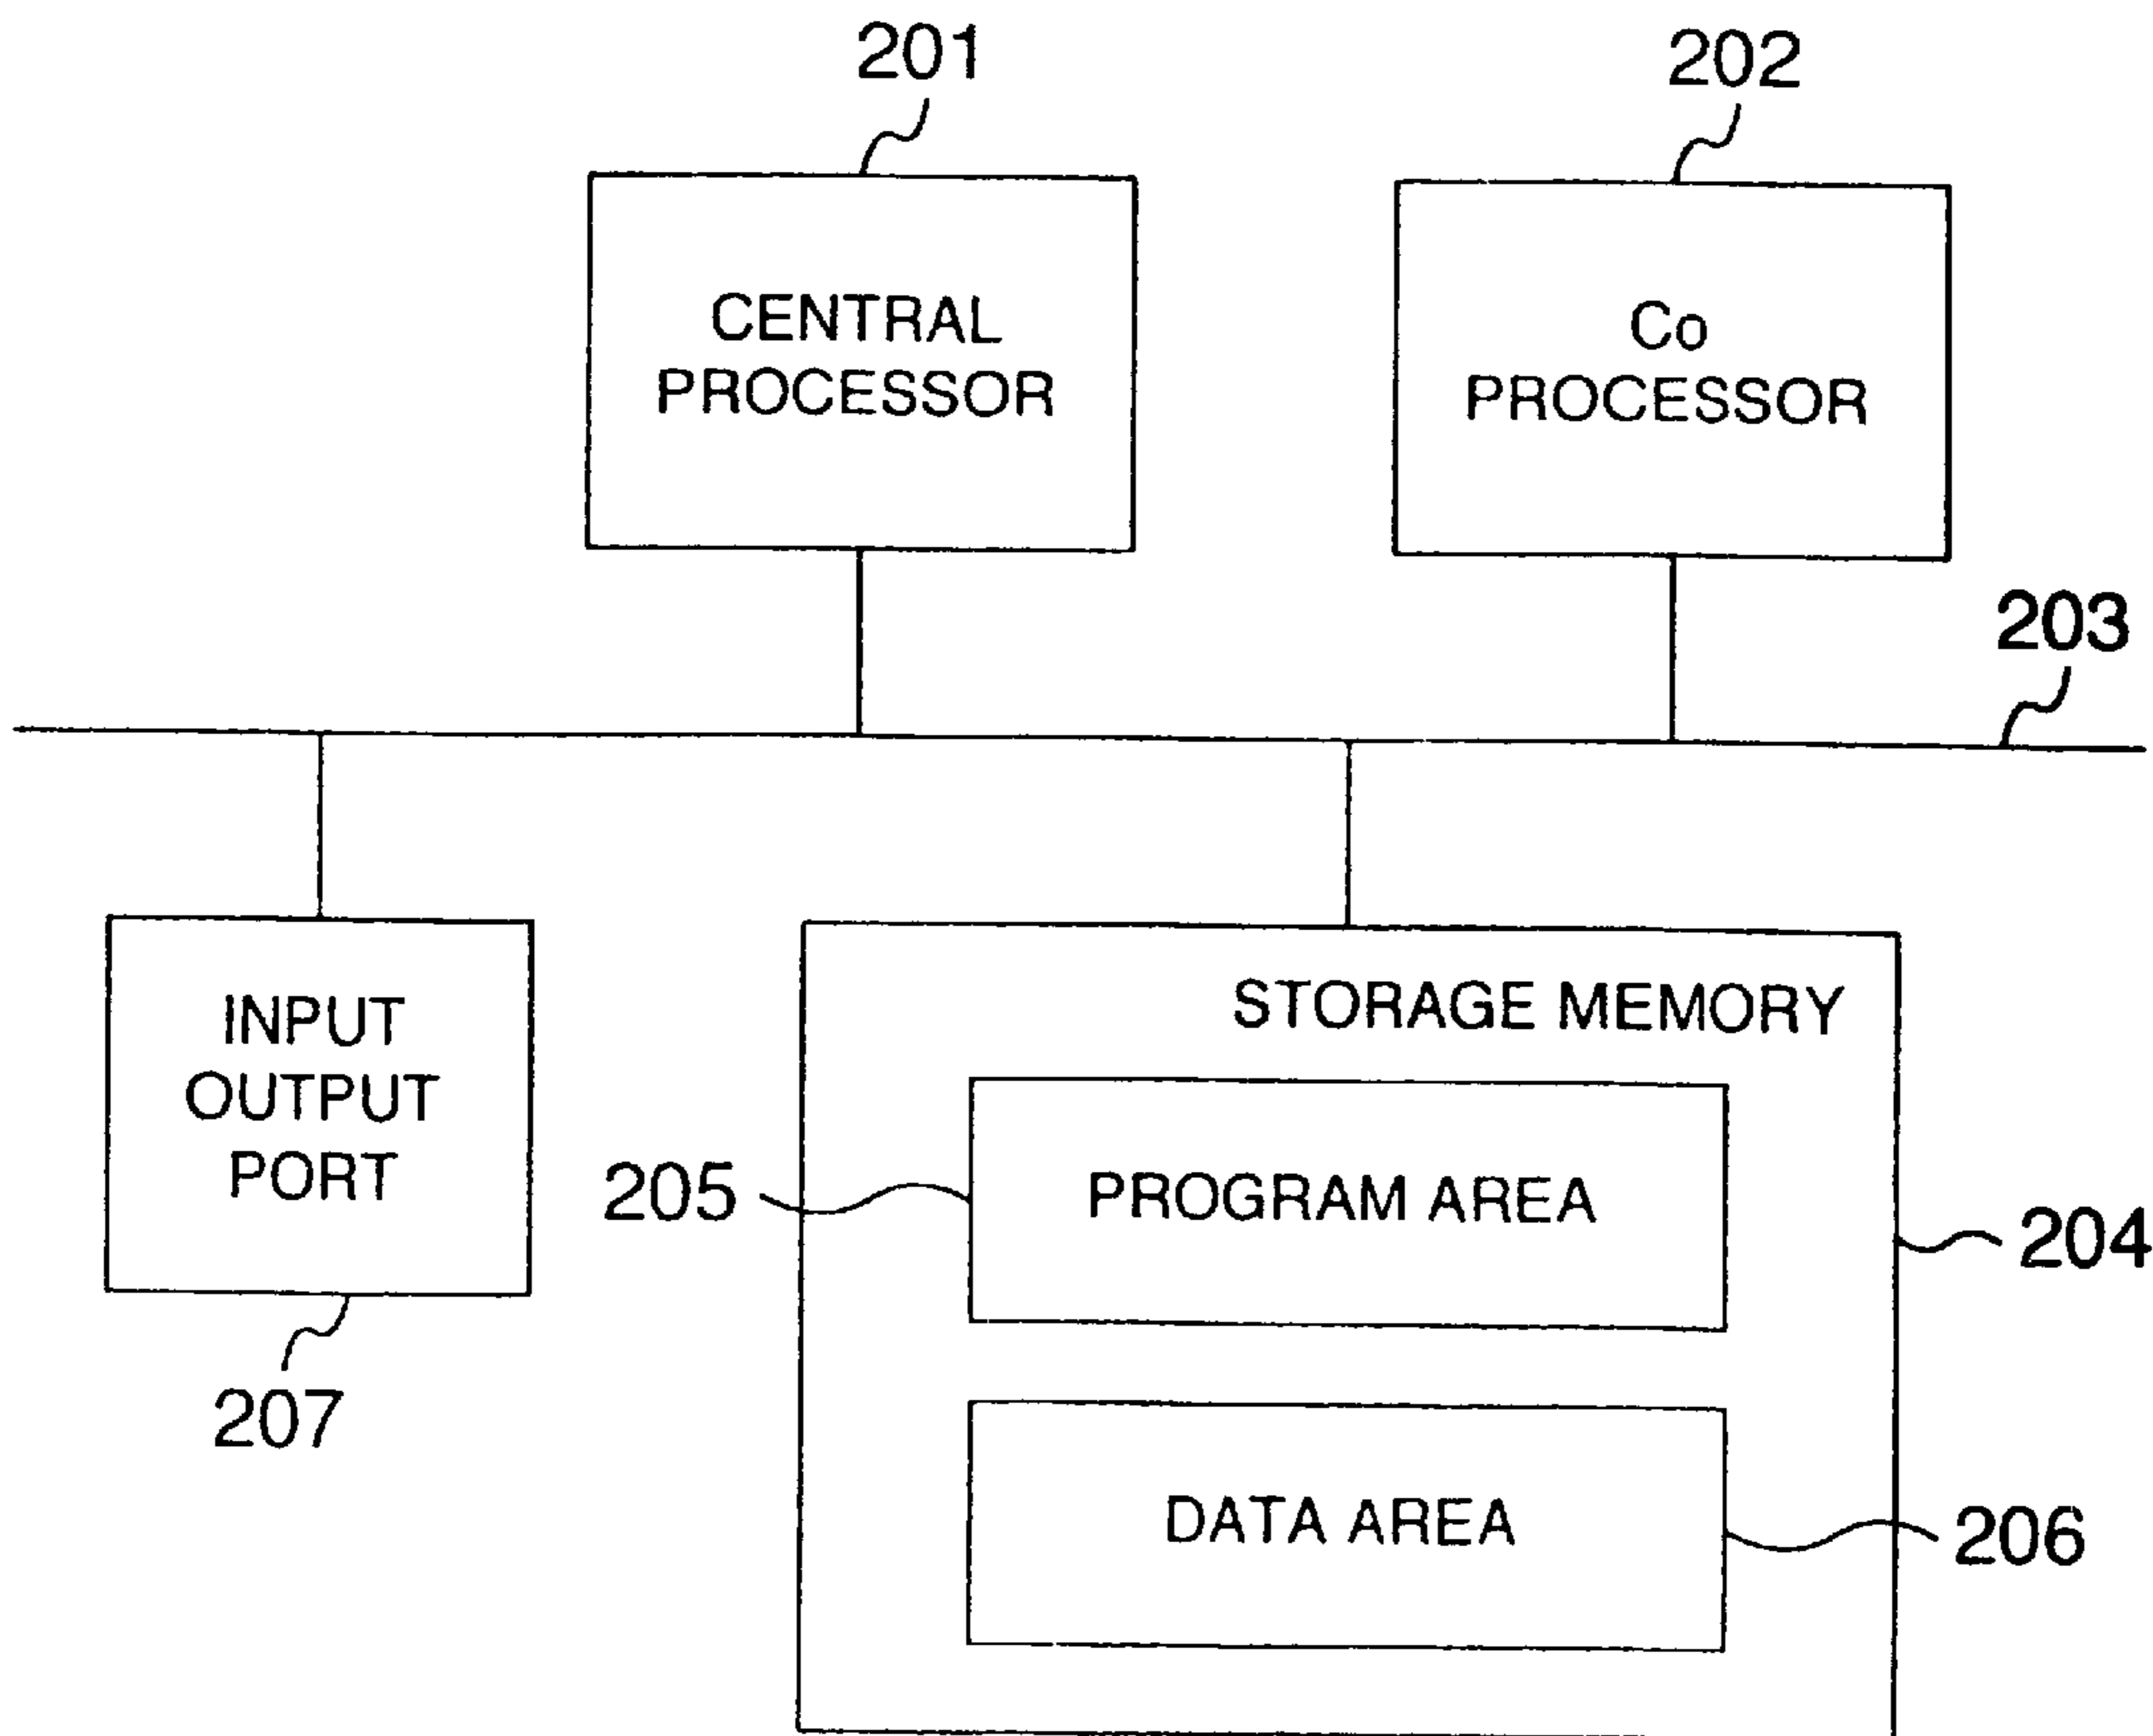 201
202
CENTRAL
PROCESSOR
Co
PROCESSOR
203
INPUT
OUTPUT
PORT
207
STORAGE MEMORY
205
PROGRAM AREA
204
DATA AREA
206